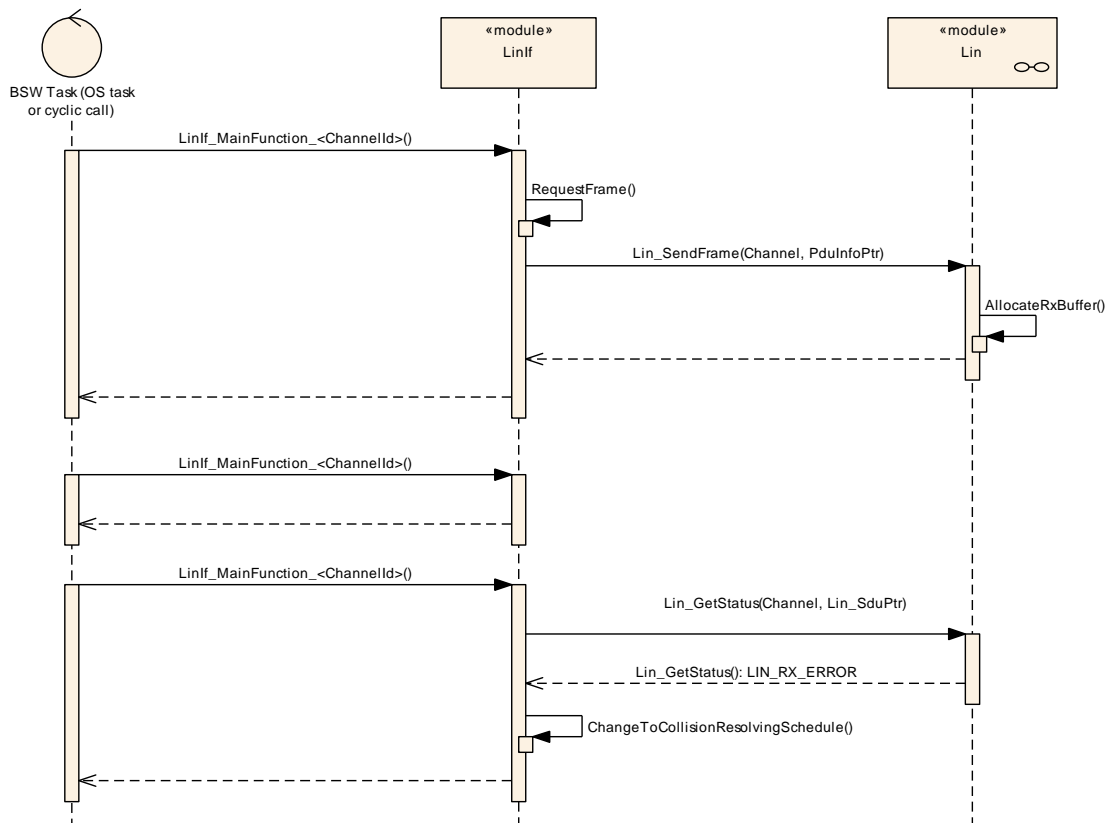 «module»
LinIf
«module»
Lin
BSW Task (OS task
or cyclic call)
LinIf_MainFunction_<ChannelId>()
RequestFrame()
Lin_SendFrame(Channel, PduInfoPtr)
AllocateRxBuffer()
LinIf_MainFunction_<ChannelId>()
LinIf_MainFunction_<ChannelId>()
Lin_GetStatus(Channel, Lin_SduPtr)
Lin_GetStatus(): LIN_RX_ERROR
ChangeToCollisionResolvingSchedule()